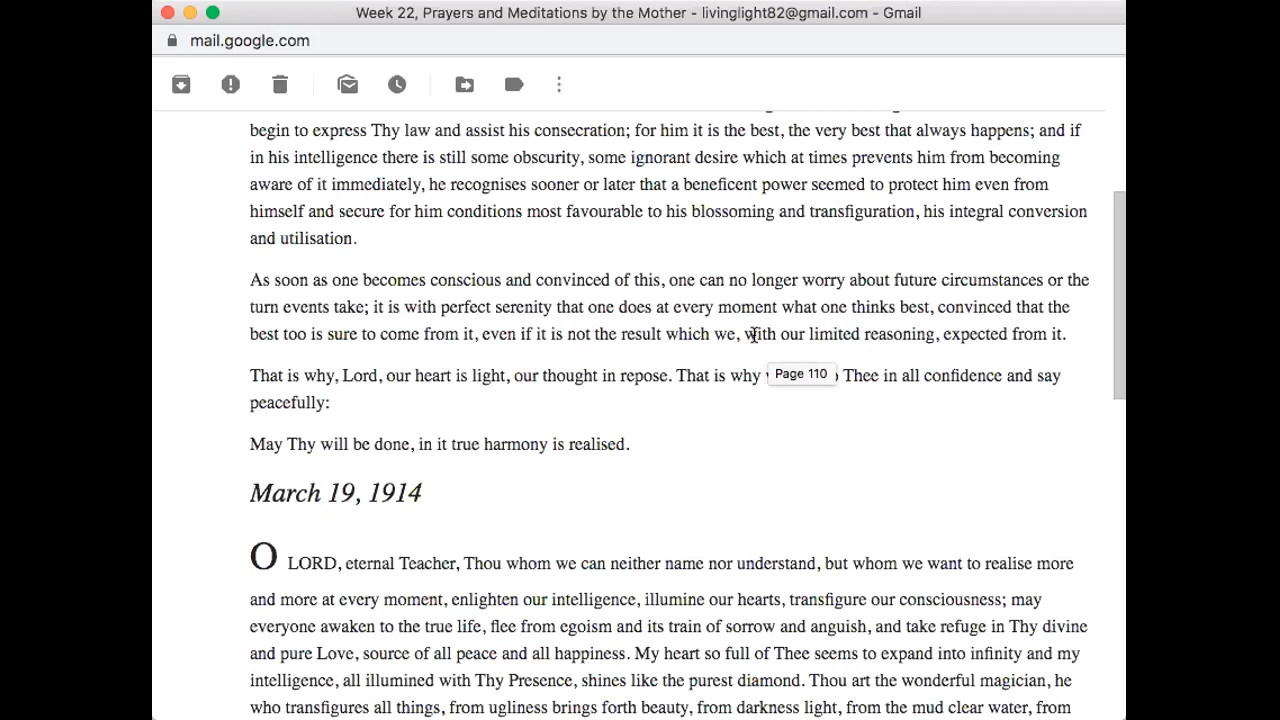 Week 22, Prayers and Meditations by the Mother - livinglight82@gmail.com - Gmail
mail.google.com
begin to express Thy law and assist his consecration; for him it is the best, the very best that always happens; and if
in his intelligence there is still some obscurity, some ignorant desire which at times prevents him from becoming
aware of it immediately, he recognises sooner or later that a beneficent power seemed to protect him even from
himself and secure for him conditions most favourable to his blossoming and transfiguration, his integral conversion
and utilisation.
As soon as one becomes conscious and convinced of this, one can no longer worry about future circumstances or the
turn events take; it is with perfect serenity that one does at every moment what one thinks best, convinced that the
best too is sure to come from it, even if it is not the result which we, with our limited reasoning, expected from it.
That is why, Lord, our heart is light, our thought in repose. That is why Thee in all confidence and say
Page 110
peacefully:
May Thy will be done, in it true harmony is realised.
March 19, 1914
O LORD, eternal Teacher, Thou whom we can neither name nor understand, but whom we want to realise more
and more at every moment, enlighten our intelligence, illumine our hearts, transfigure our consciousness; may
everyone awaken to the true life, flee from egoism and its train of sorrow and anguish, and take refuge in Thy divine
and pure Love, source of all peace and all happiness. My heart so full of Thee seems to expand into infinity and my
intelligence, all illumined with Thy Presence, shines like the purest diamond. Thou art the wonderful magician, he
who transfigures all things, from ugliness brings forth beauty, from darkness light, from the mud clear water, from